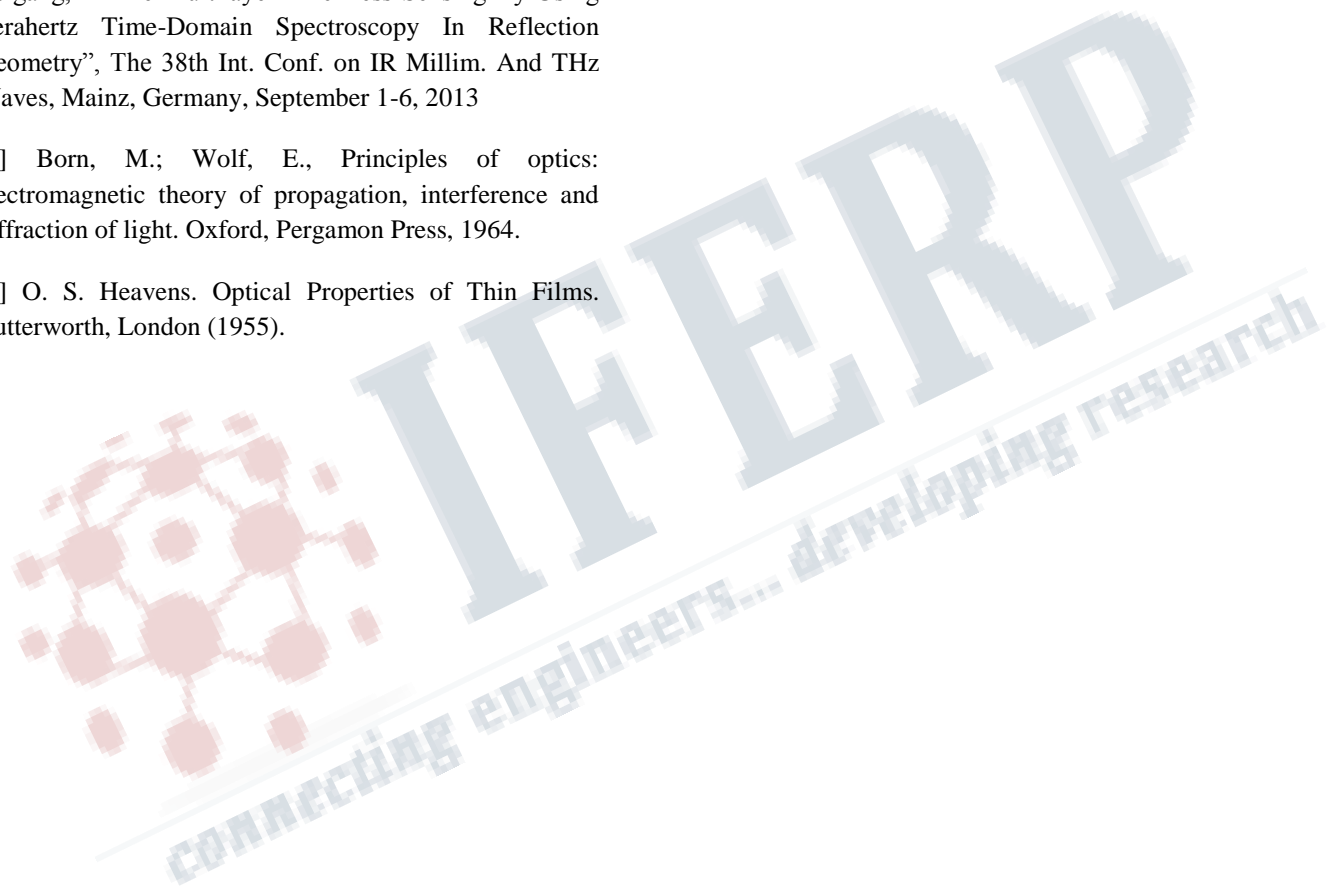 erahertz Time-Domain Spectroscopy In Reflection
eometry”, The 38th Int. Conf. on IR Millim. And THz
aves, Mainz, Germany, September 1-6, 2013
] Born, M.; Wolf, E., Principles of optics:
ectromagnetic theory of propagation, interference and
ffraction of light. Oxford, Pergamon Press, 1964.
] O. S. Heavens. Optical Properties of Thin Films.
utterworth, London (1955).
IFERP
connecting engineers... developing research